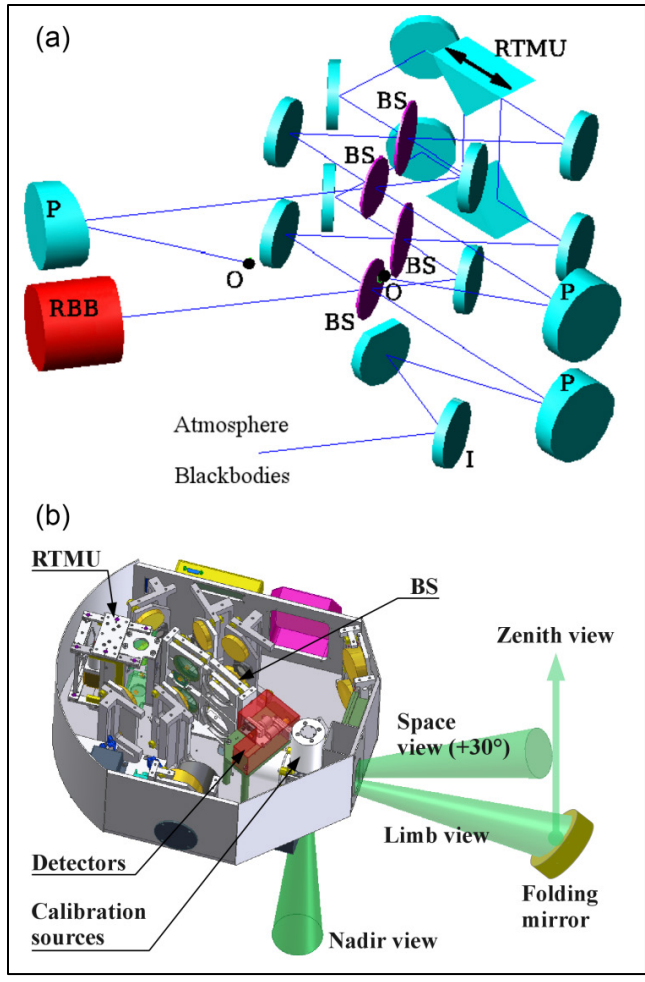 (a)
RTMU
BS
BS
P
O
BS
O
RBB
BS
P
P
Atmosphere
Blackbodies
I
(b)
RTMU
BS
Zenith view
Space
view (+30°)
Limb view
Detectors
Calibration
sources
Folding
mirror
Nadir view